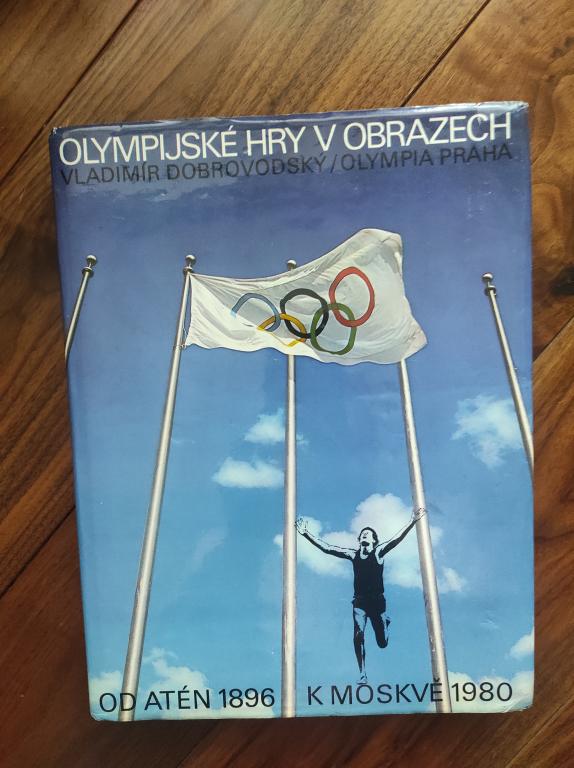 OLYMPIJSKÉ HRY V OBRAZECH
VLADIMÍR DOBROVODSKÝ/OLYMPIA PRAHA
OD ATÉN 1896 K MOSKVĚ 1980